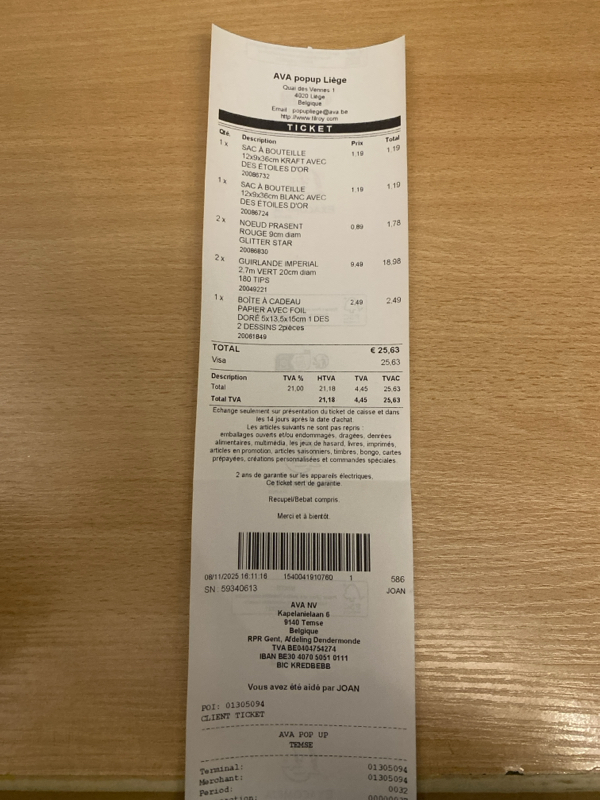 AVA popup Liège
Quai des Vennes 1
4020 Liège
Belgique
Email : popupliege@ava.be
http://www.filroy.com
TICKET
Qté. Description Prix Total
1 x SAC À BOUTEILLE 1,19 1,19
12x9x36cm KRAFT AVEC
DES ÉTOILES D'OR
20086732
1 x SAC À BOUTEILLE 1,19 1,19
12x9x36cm BLANC AVEC
DES ÉTOILES D'OR
20086724
2 x NOEUD PRASENT 0,89 1,78
ROUGE 9cm diam
GLITTER STAR
20086830
2 x GUIRLANDE IMPERIAL 9,49 18,98
2,7m VERT 20cm diam
180 TIPS
20049221
1 x BOÎTE À CADEAU 2,49 2,49
PAPIER AVEC FOIL
DORÉ 5x13,5x15cm 1 DES
2 DESSINS 2pièces
20081849
TOTAL € 25,63
Visa 25,63
Description TVA % HTVA TVA TVAC
Total 21,00 21,18 4,45 25,63
Total TVA 21,18 4,45 25,63
Echange seulement sur présentation du ticket de caisse et dans
les 14 jours après la date d'achat.
Les articles suivants ne sont pas repris :
emballages ouverts et/ou endommagés, dragées, denrées
alimentaires, multimédia, les jeux de hasard, livres, imprimés,
articles en promotion, articles saisonniers, timbres, bongo, cartes
prépayées, créations personnalisées et commandes spéciales.
2 ans de garantie sur les appareils électriques.
Ce ticket sert de garantie.
Recupel/Bebat compris.
Merci et à bientôt.
08/11/2025 16:11:16 1540041910760 1 586
SN : 59340613 JOAN
AVA NV
Kapelanielaan 6
9140 Temse
Belgique
RPR Gent, Afdeling Dendermonde
TVA BE0404754274
IBAN BE30 4070 5051 0111
BIC KREDBEBB
Vous avez été aidé par JOAN
POI: 01305094
CLIENT TICKET
AVA POP UP
TEMSE
Terminal: 01305094
Merchant: 01305094
Period: 0032